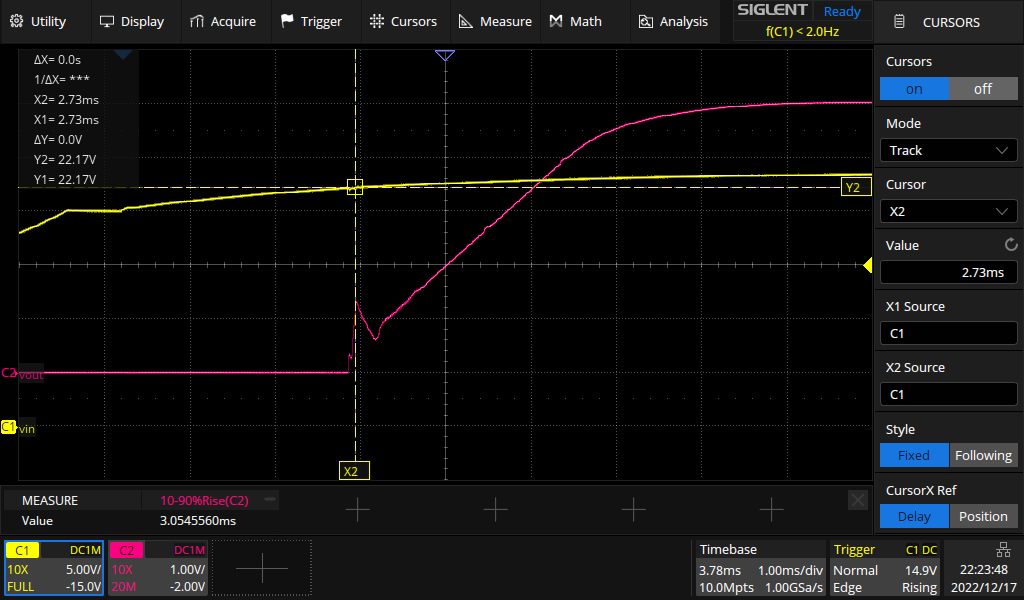 Utility Display Acquire Trigger Cursors Measure Math Analysis
SIGLENT Ready
f(C1) < 2.0Hz
CURSORS
ΔX= 0.0s
1/ΔX= ***
X2= 2.73ms
X1= 2.73ms
ΔY= 0.0V
Y2= 22.17V
Y1= 22.17V
Y2
C2 vout
C1 vin
X2
Cursors
on off
Mode
Track
Cursor
X2
Value
2.73ms
X1 Source
C1
X2 Source
C1
Style
Fixed Following
CursorX Ref
Delay Position
MEASURE 10-90%Rise(C2)
Value 3.0545560ms
C1 DC1M
10X 5.00V/
FULL -15.0V
C2 DC1M
10X 1.00V/
20M -2.00V
Timebase
3.78ms 1.00ms/div
10.0Mpts 1.00GSa/s
Trigger C1 DC
Normal 14.9V
Edge Rising
22:23:48
2022/12/17